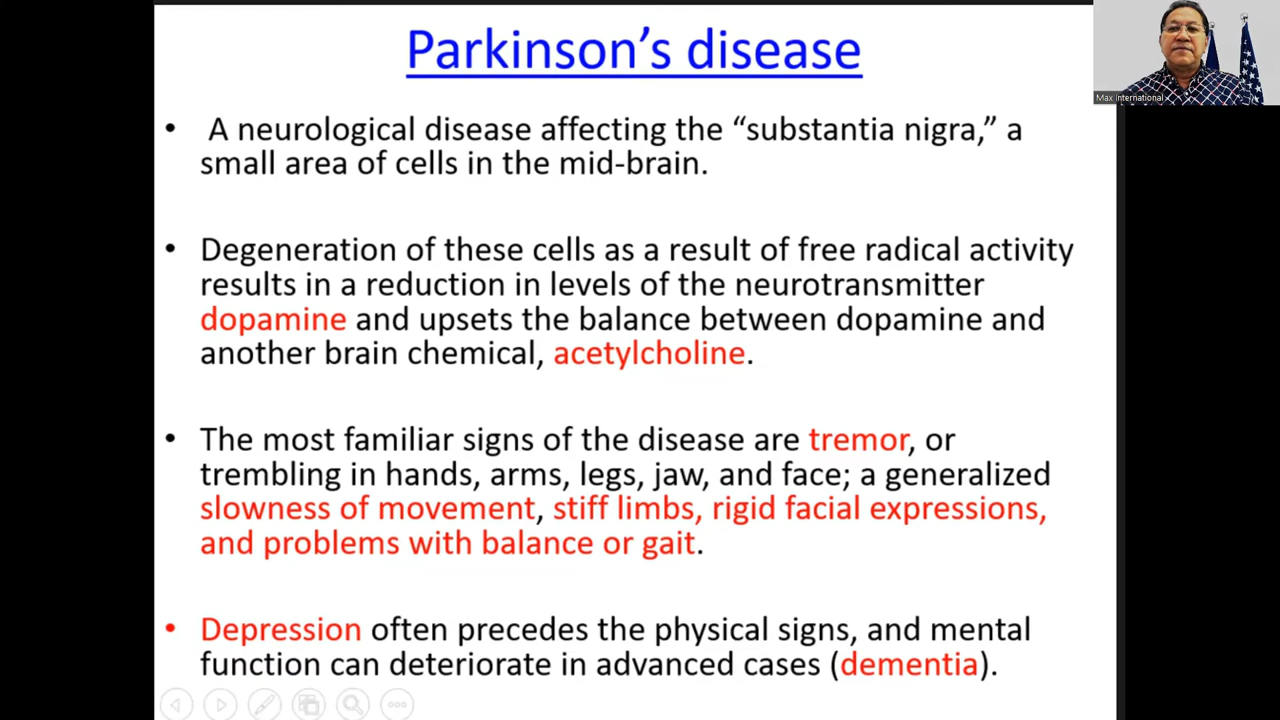 Parkinson’s disease
• A neurological disease affecting the “substantia nigra,” a
small area of cells in the mid-brain.
• Degeneration of these cells as a result of free radical activity
results in a reduction in levels of the neurotransmitter
dopamine and upsets the balance between dopamine and
another brain chemical, acetylcholine.
• The most familiar signs of the disease are tremor, or
trembling in hands, arms, legs, jaw, and face; a generalized
slowness of movement, stiff limbs, rigid facial expressions,
and problems with balance or gait.
• Depression often precedes the physical signs, and mental
function can deteriorate in advanced cases (dementia).
Max International